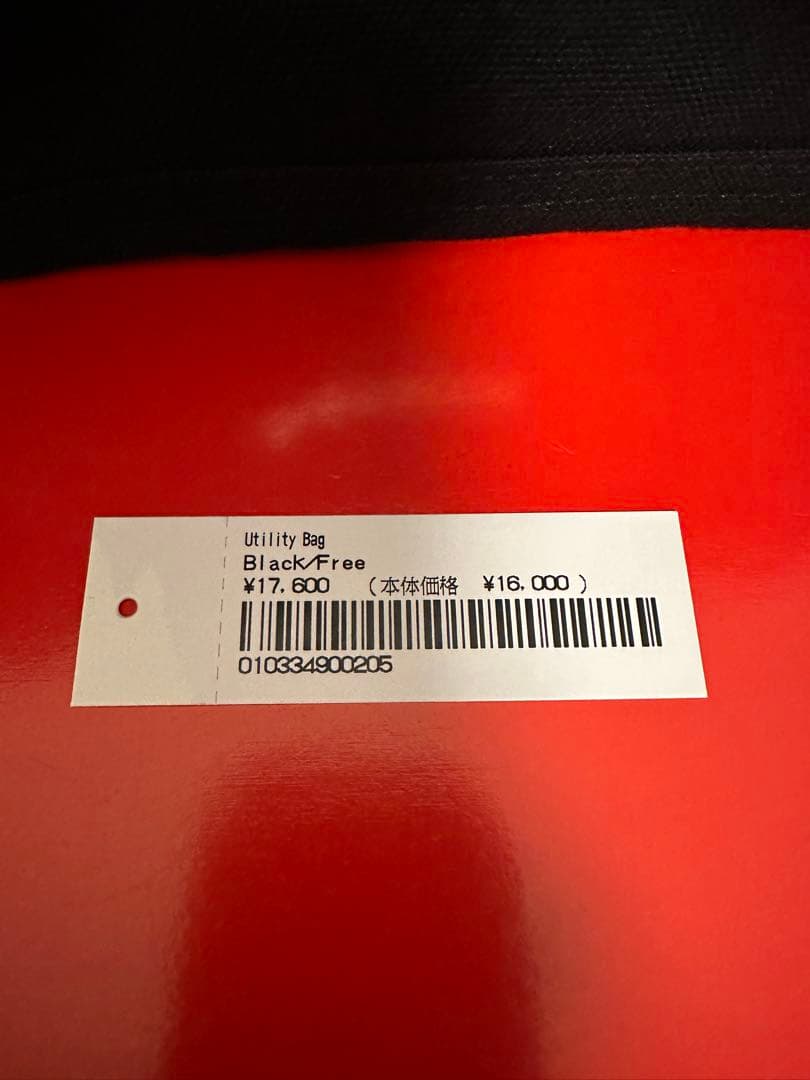 Utility Bag
Black/Free
¥17,600 (本体価格 ¥16,000)
010334900205